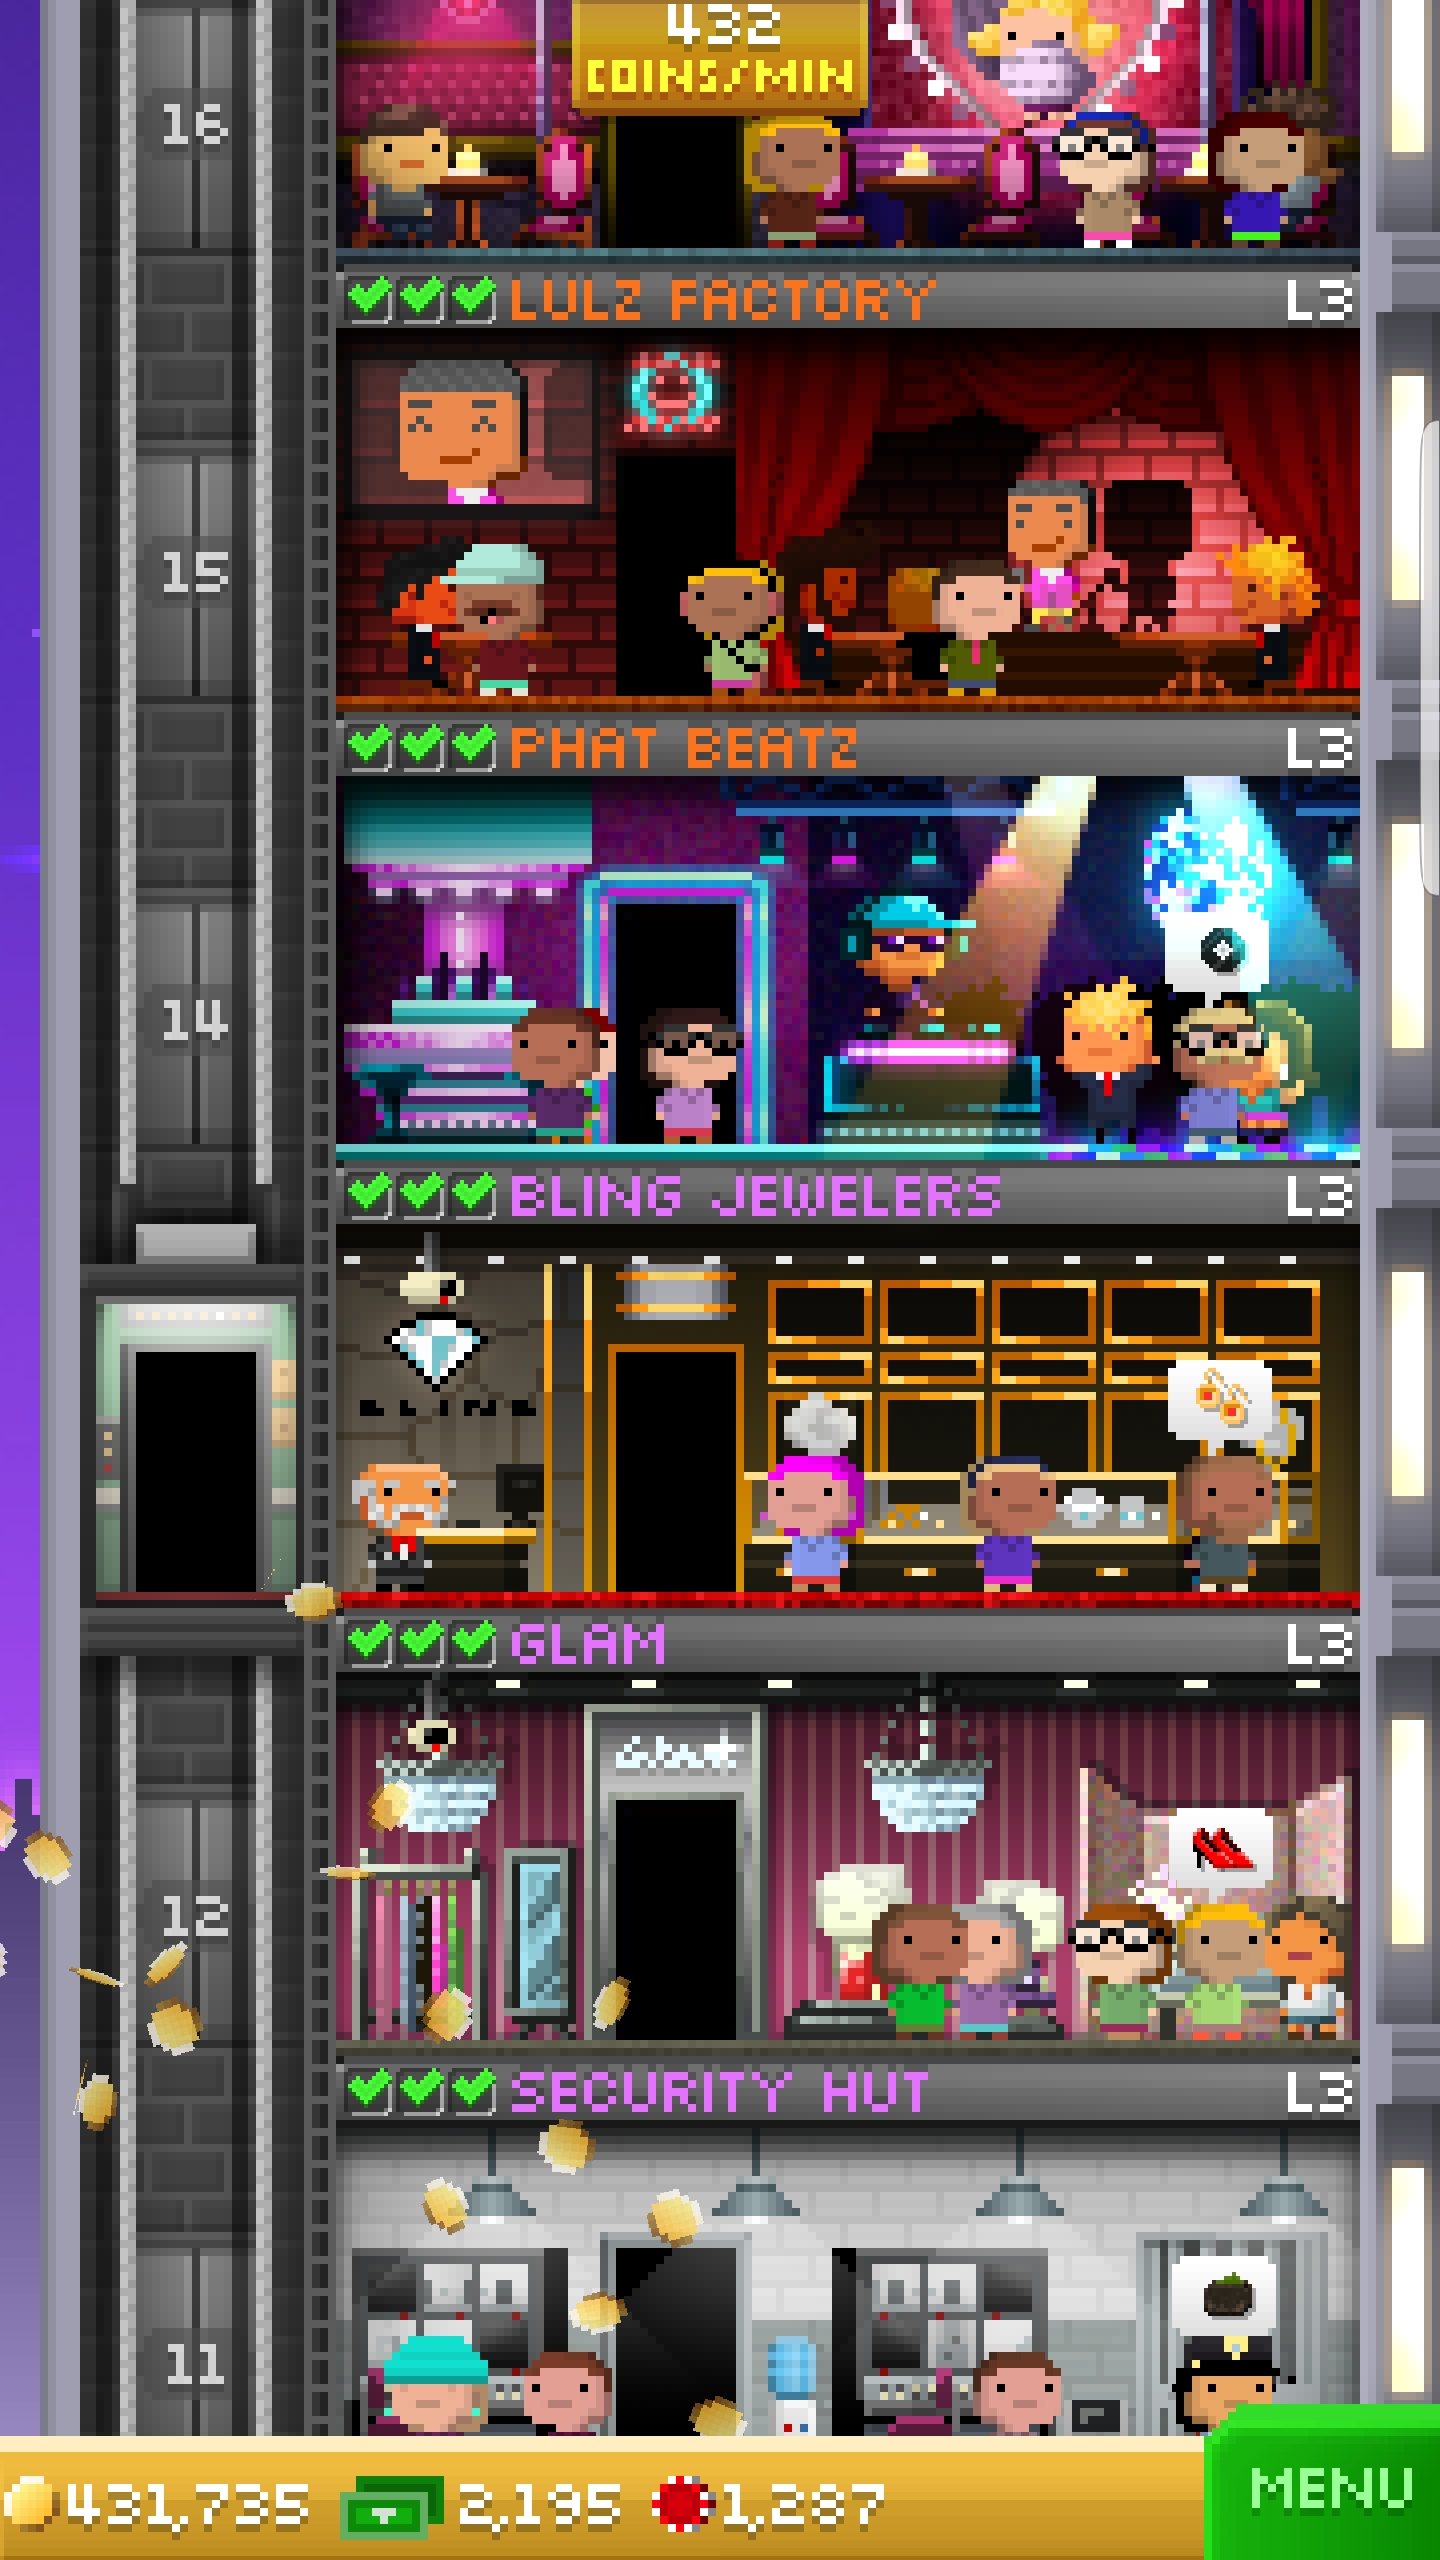 432
COINS/MIN
16
LULZ FACTORY L3
15
PHAT BEATZ L3
14
BLING JEWELERS L3
BLING
GLAM L3
12
SECURITY HUT L3
11
431,735 2,195 1,287
MENU